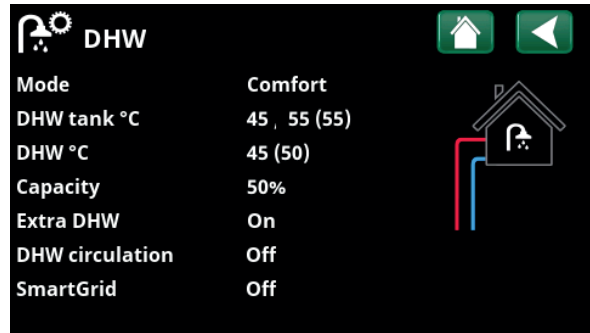 DHW
Mode Comfort
DHW tank °C 45 , 55 (55)
DHW °C 45 (50)
Capacity 50%
Extra DHW On
DHW circulation Off
SmartGrid Off